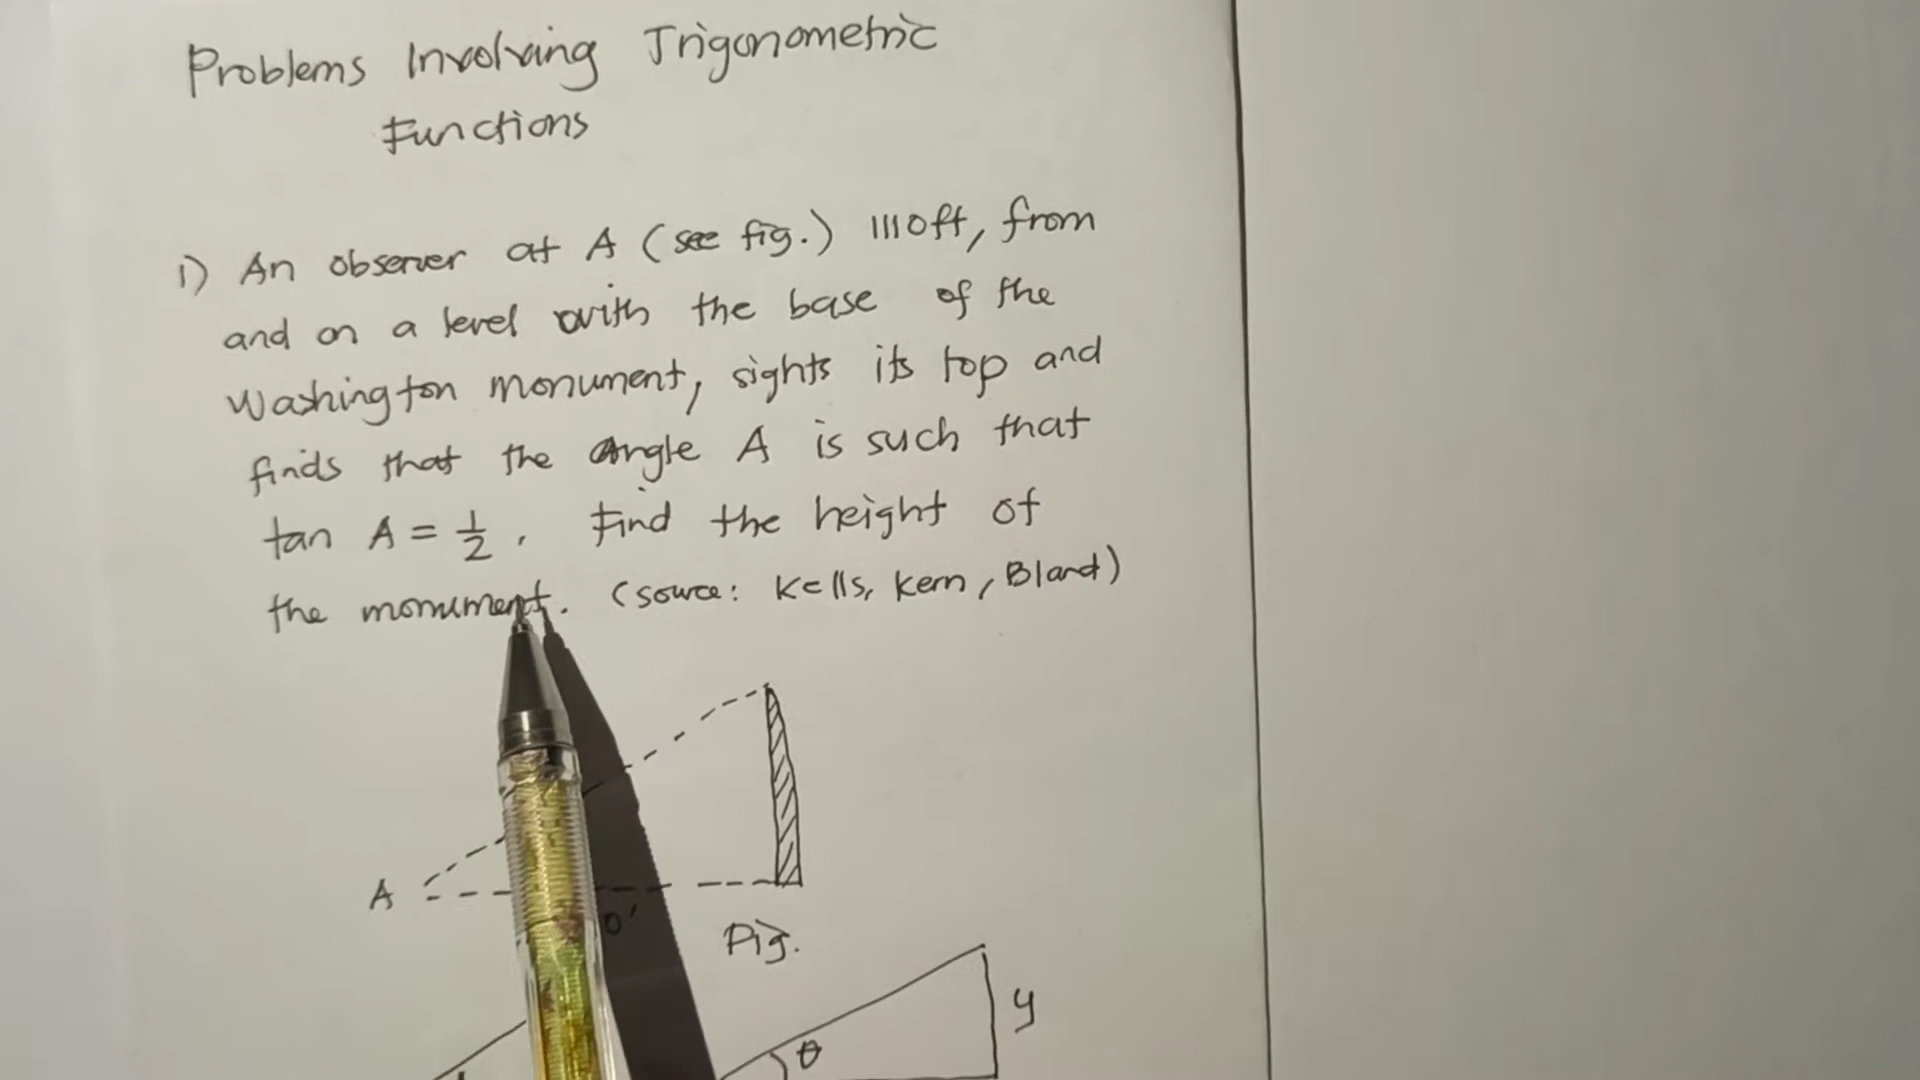 Problems Involving Trigonometric
Functions
1) An observer at A (see fig.) 1110ft, from
and on a level with the base of the
Washington Monument, sights its top and
finds that the Angle A is such that
tan A = 1/2. Find the height of
the monument. (source: Kells, Kern, Bland)
A
0'
Fig.
y
θ